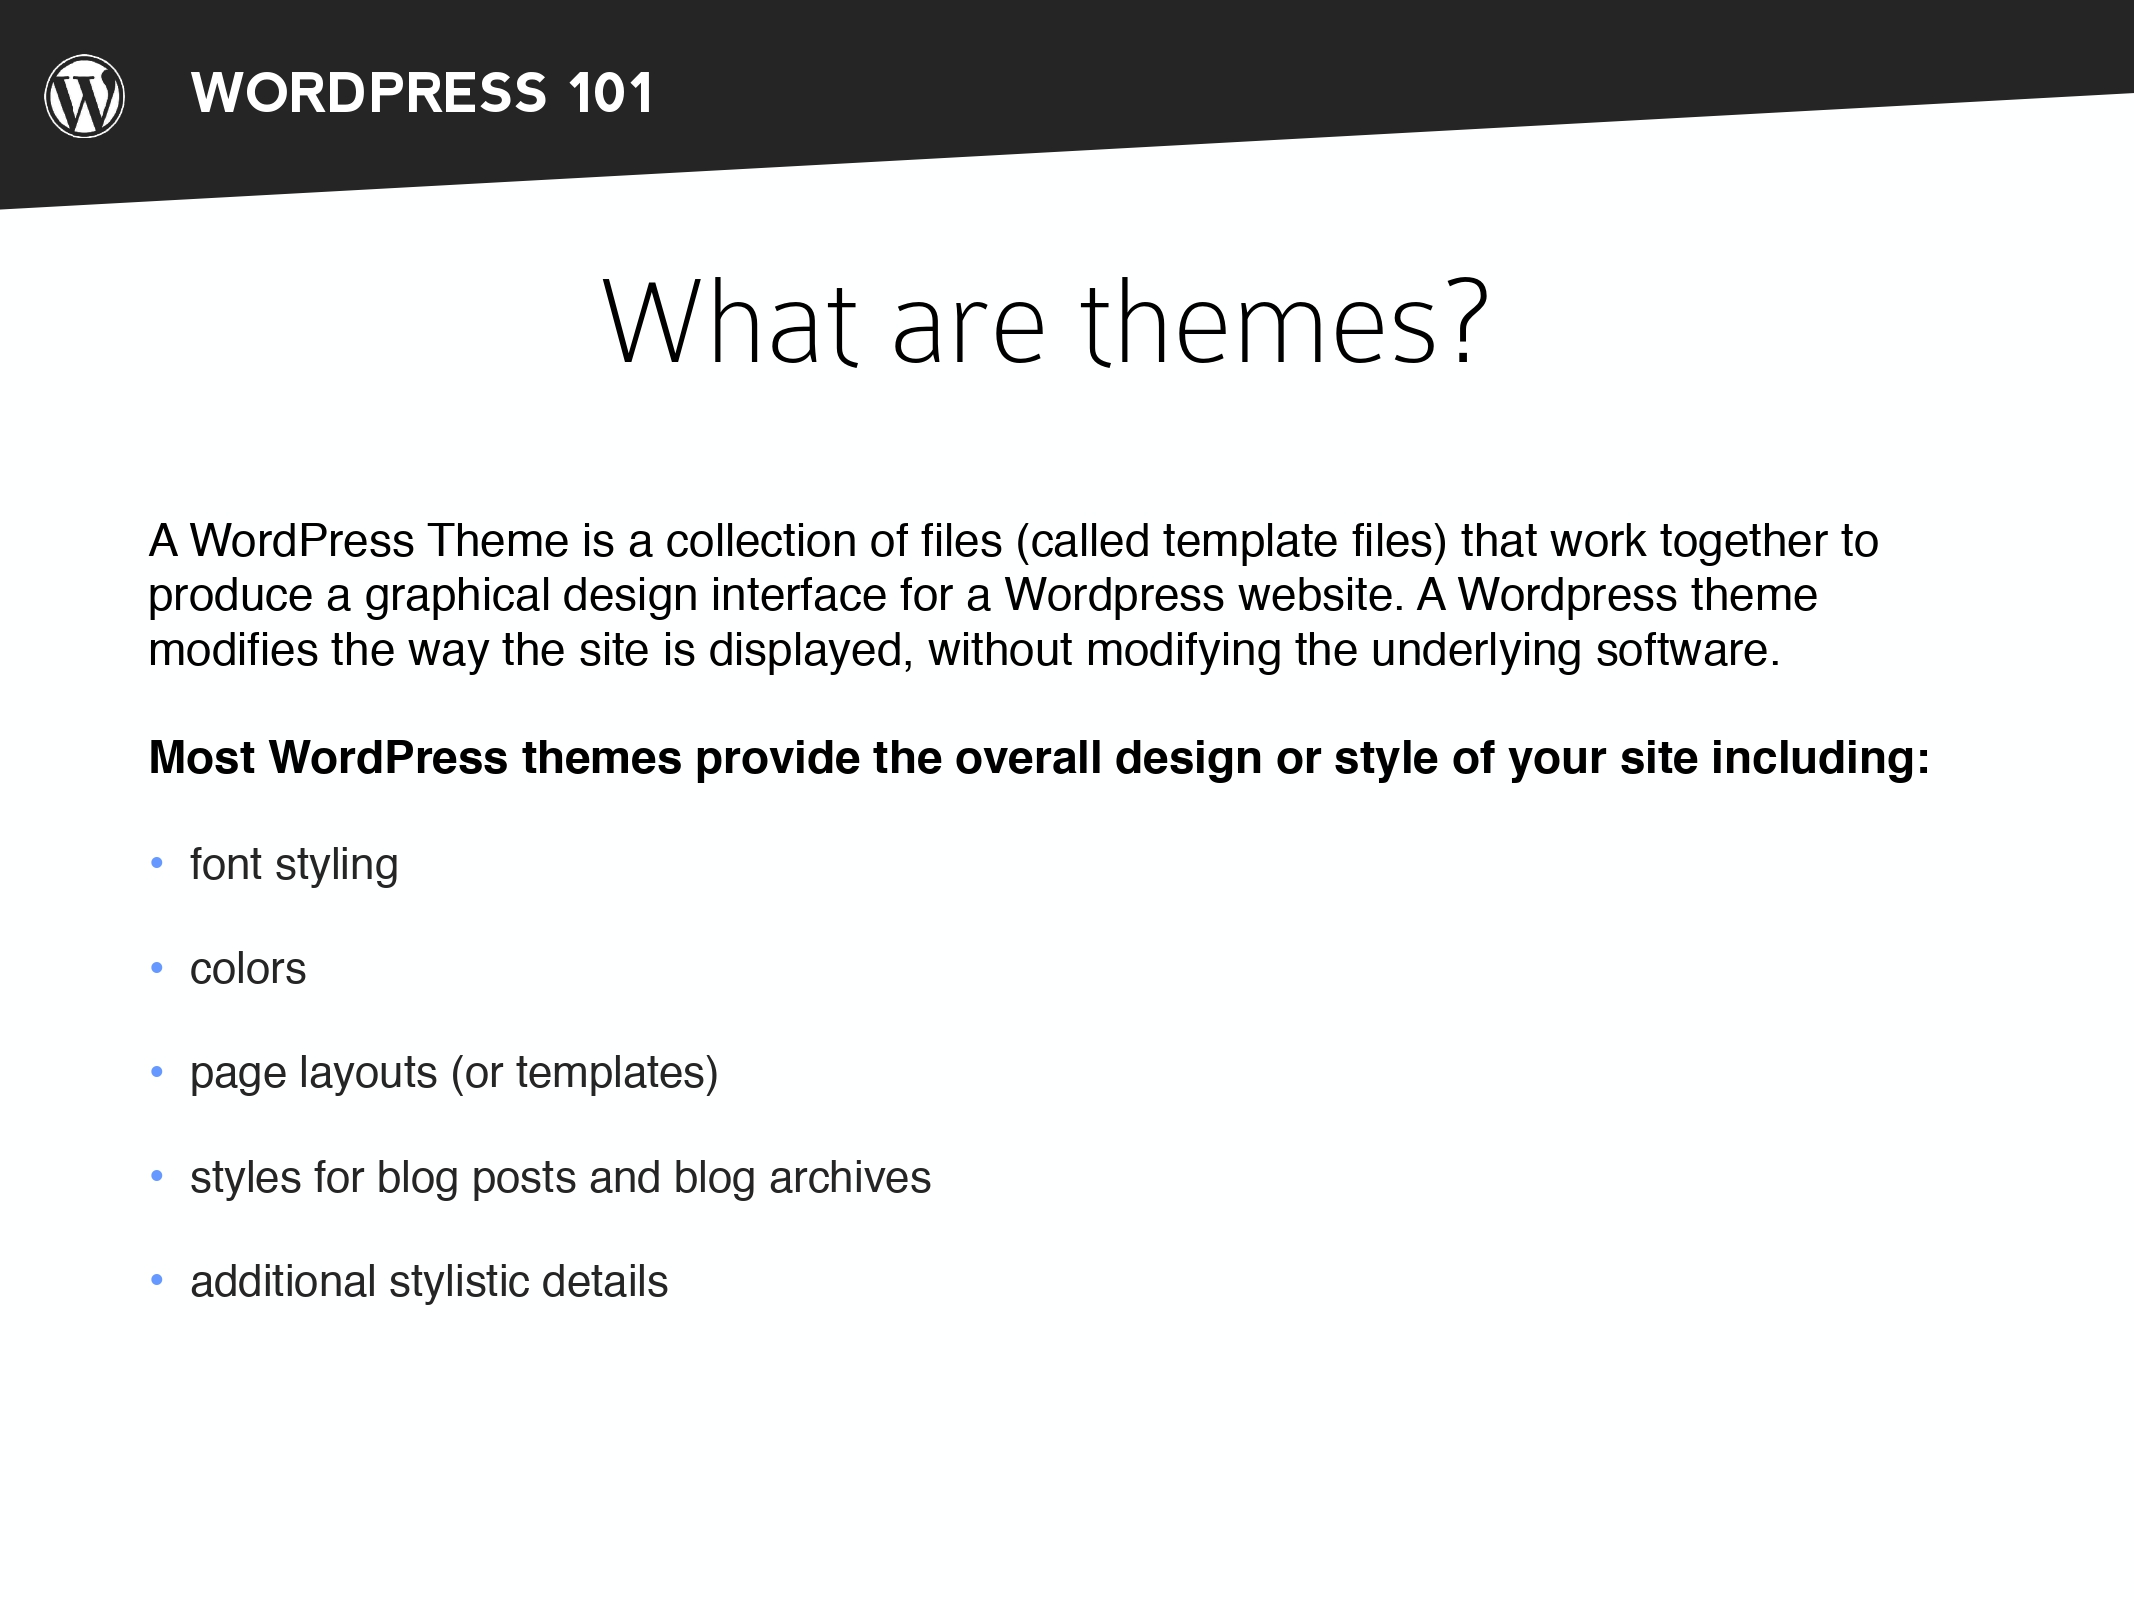 WORDPRESS 101
What are themes?
A WordPress Theme is a collection of files (called template files) that work together to
produce a graphical design interface for a Wordpress website. A Wordpress theme
modifies the way the site is displayed, without modifying the underlying software.
Most WordPress themes provide the overall design or style of your site including:
• font styling
• colors
• page layouts (or templates)
• styles for blog posts and blog archives
• additional stylistic details